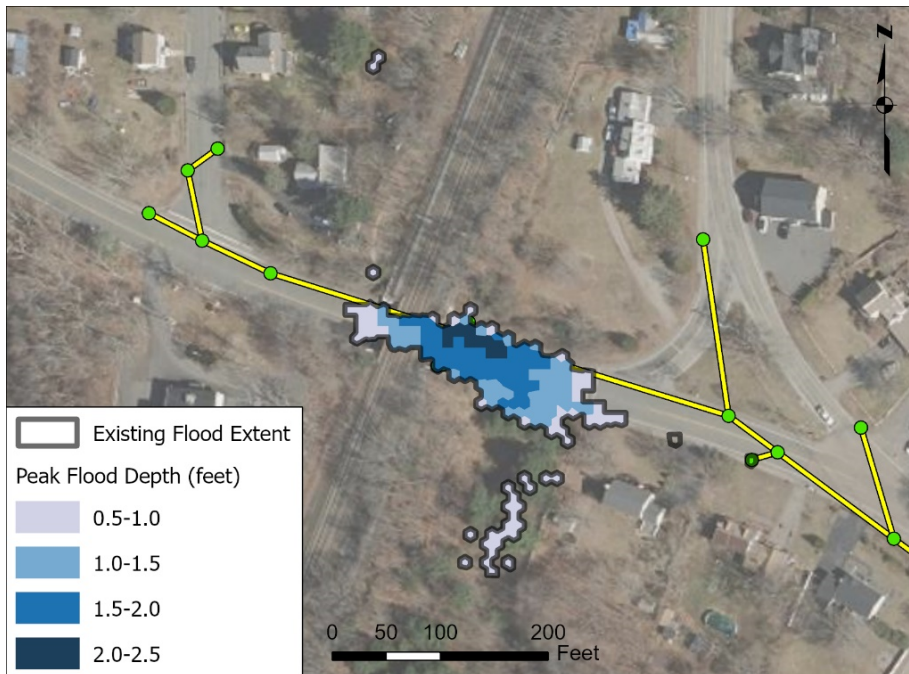 N
Existing Flood Extent
Peak Flood Depth (feet)
0.5-1.0
1.0-1.5
1.5-2.0
2.0-2.5
0 50 100 200
Feet